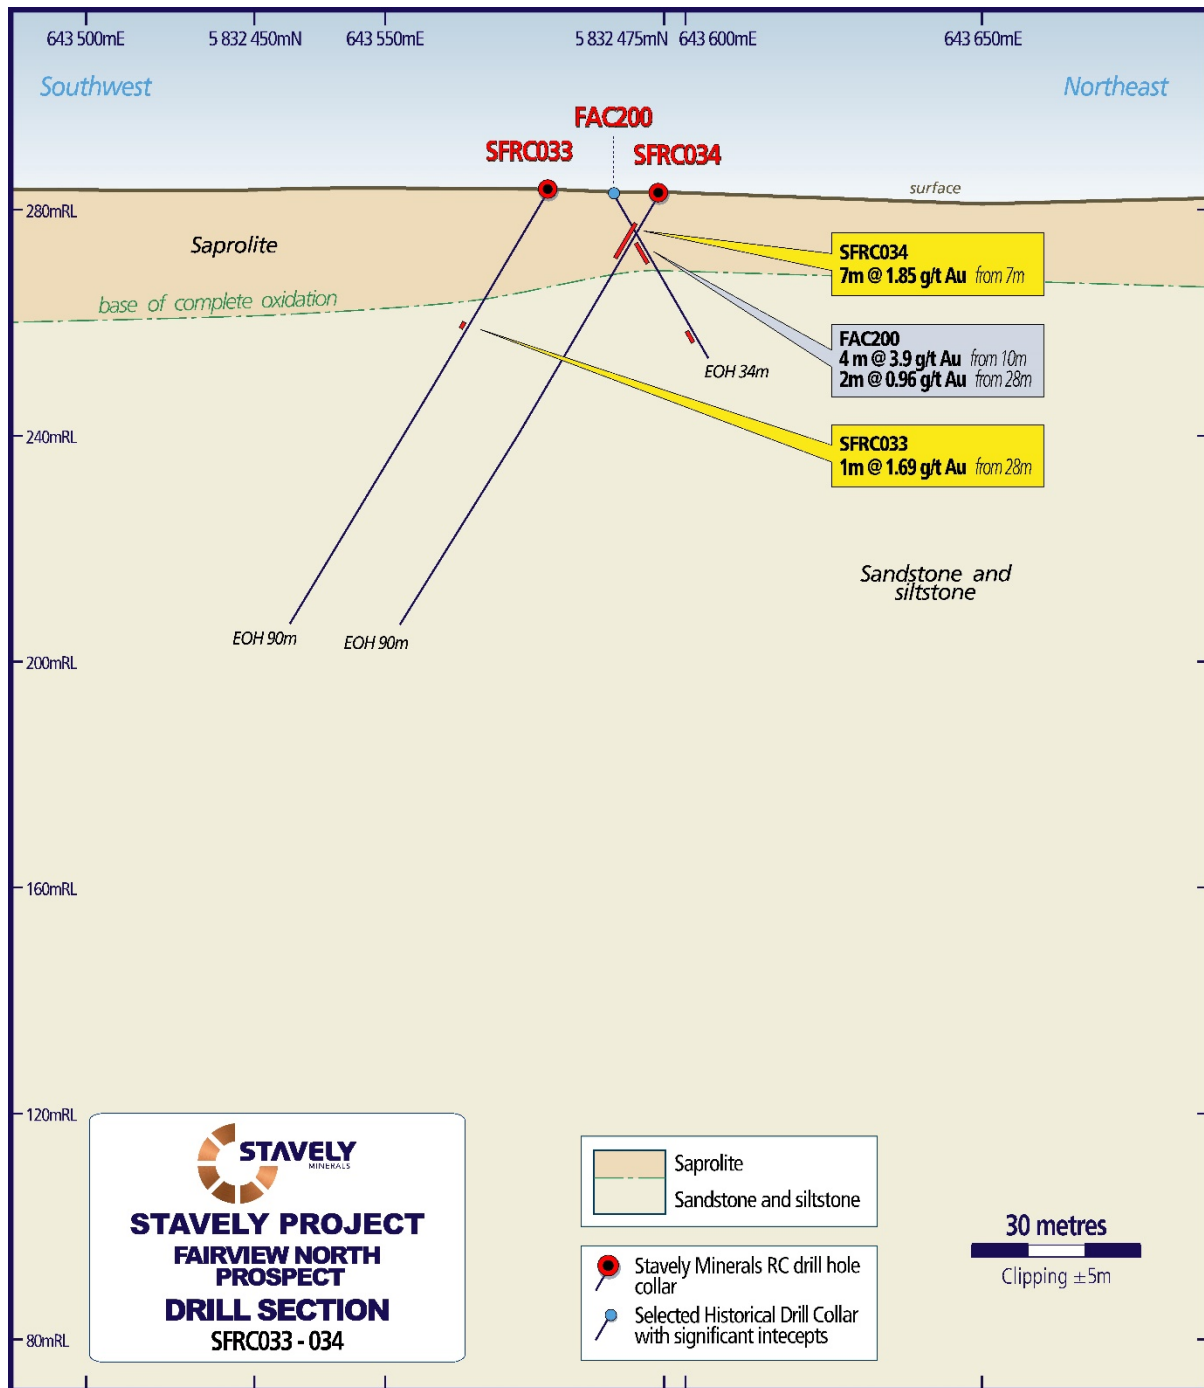 643 500mE 5 832 450mN 643 550mE 5 832 475mN 643 600mE 643 650mE
Southwest
Northeast
FAC200
SFRC033
SFRC034
surface
280mRL
Saprolite
base of complete oxidation
SFRC034
7m @ 1.85 g/t Au from 7m
FAC200
4 m @ 3.9 g/t Au from 10m
2m @ 0.96 g/t Au from 28m
EOH 34m
240mRL
SFRC033
1m @ 1.69 g/t Au from 28m
Sandstone and
siltstone
EOH 90m
EOH 90m
200mRL
160mRL
120mRL
80mRL
STAVELY
MINERALS
STAVELY PROJECT
FAIRVIEW NORTH
PROSPECT
DRILL SECTION
SFRC033 - 034
Saprolite
Sandstone and siltstone
Stavely Minerals RC drill hole
collar
Selected Historical Drill Collar
with significant intecepts
30 metres
Clipping ±5m